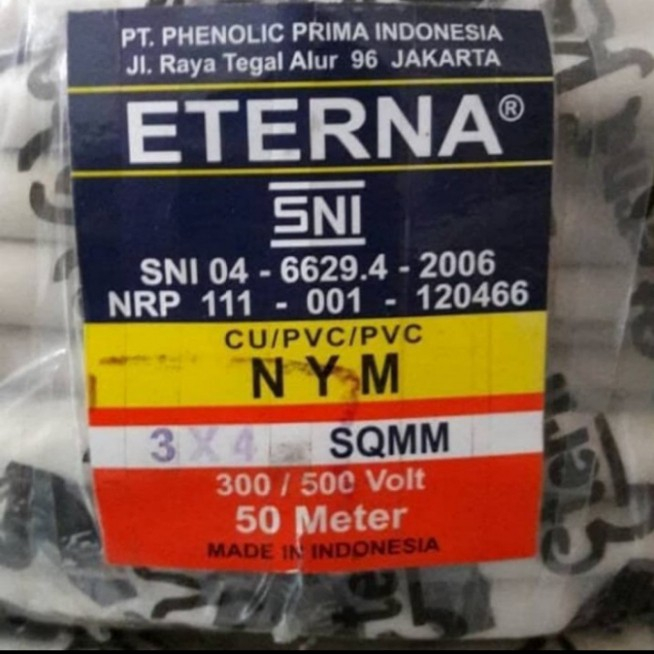 PT. PHENOLIC PRIMA INDONESIA
Jl. Raya Tegal Alur 96 JAKARTA
ETERNA®
SNI
SNI 04 - 6629.4 - 2006
NRP 111 - 001 - 120466
CU/PVC/PVC
NYM
3 X 4 SQMM
300 / 500 Volt
50 Meter
MADE IN INDONESIA